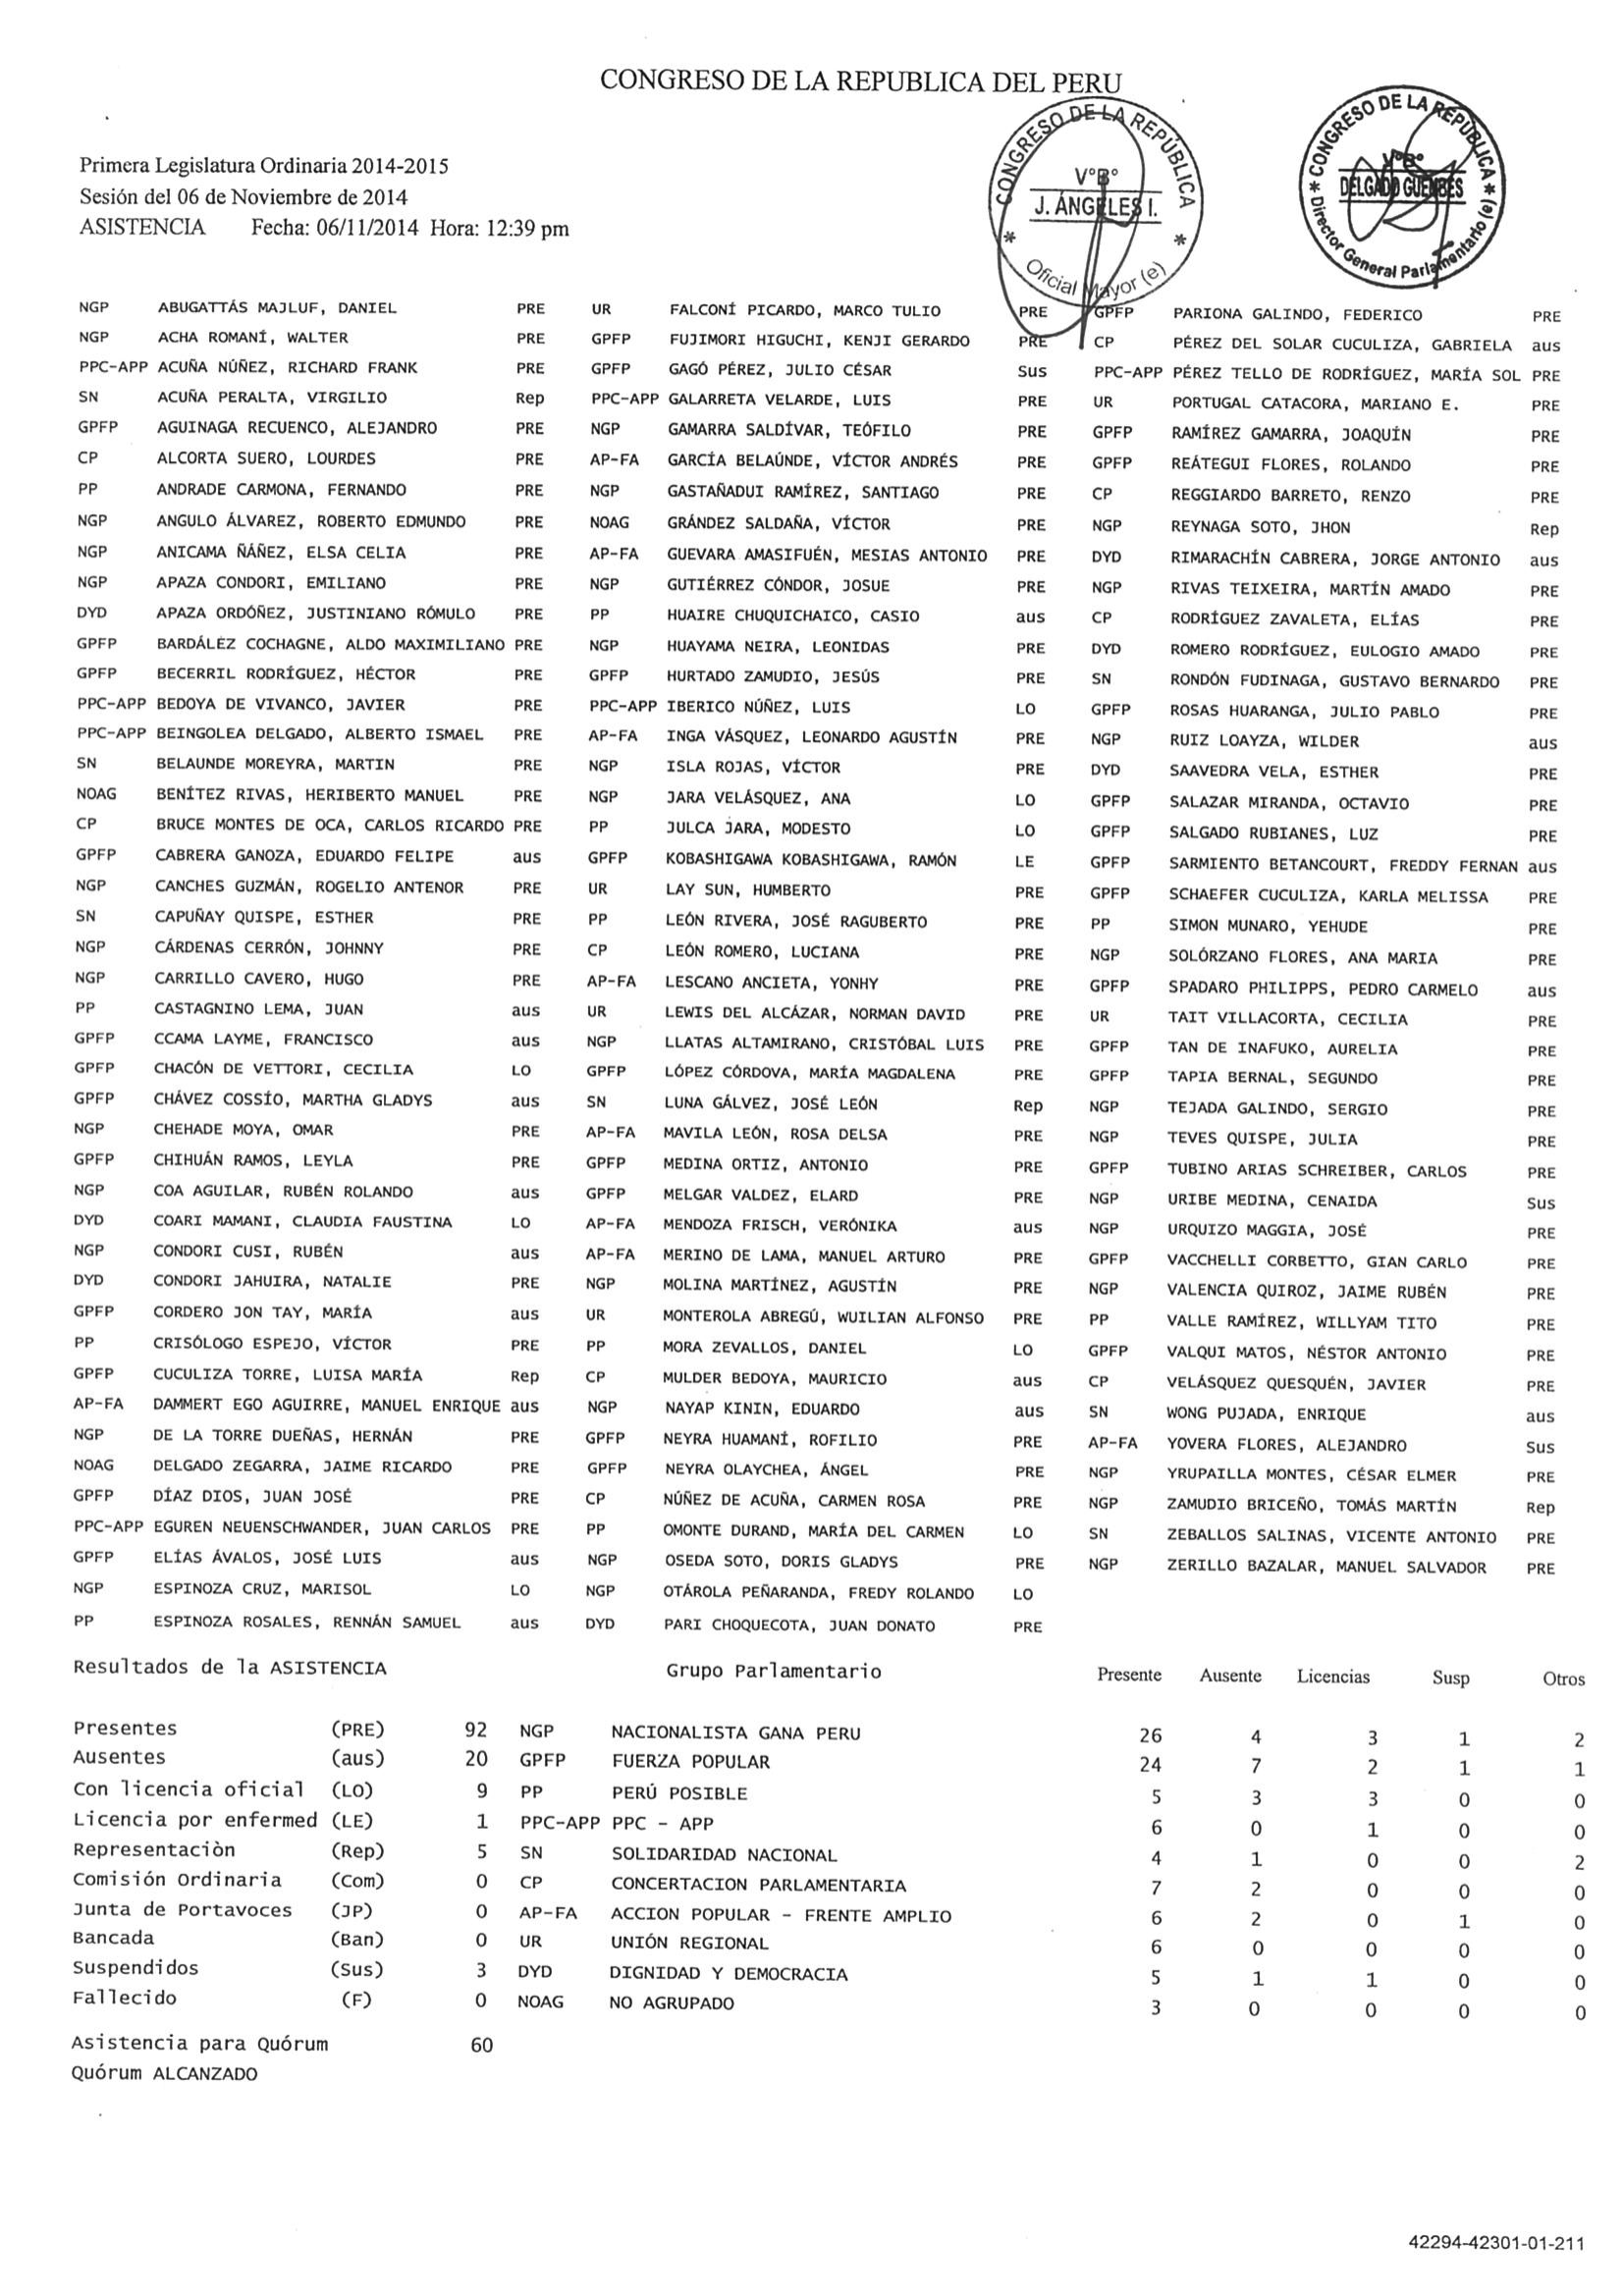 CONGRESO DE LA REPUBLICA DEL PERU
CONGRESO DE LA REPÚBLICA
V°B°
J. ÁNGELES I.
Oficial Mayor (e)
CONGRESO DE LA REPÚBLICA
V°B°
DELGADO GUEMBES
Director General Parlamentario (e)
Primera Legislatura Ordinaria 2014-2015
Sesión del 06 de Noviembre de 2014
ASISTENCIA Fecha: 06/11/2014 Hora: 12:39 pm
NGP ABUGATTÁS MAJLUF, DANIEL PRE UR FALCONÍ PICARDO, MARCO TULIO PRE GPFP PARIONA GALINDO, FEDERICO PRE
NGP ACHA ROMANÍ, WALTER PRE GPFP FUJIMORI HIGUCHI, KENJI GERARDO PRE CP PÉREZ DEL SOLAR CUCULIZA, GABRIELA aus
PPC-APP ACUÑA NÚÑEZ, RICHARD FRANK PRE GPFP GAGÓ PÉREZ, JULIO CÉSAR Sus PPC-APP PÉREZ TELLO DE RODRÍGUEZ, MARÍA SOL PRE
SN ACUÑA PERALTA, VIRGILIO Rep PPC-APP GALARRETA VELARDE, LUIS PRE UR PORTUGAL CATACORA, MARIANO E. PRE
GPFP AGUINAGA RECUENCO, ALEJANDRO PRE NGP GAMARRA SALDÍVAR, TEÓFILO PRE GPFP RAMÍREZ GAMARRA, JOAQUÍN PRE
CP ALCORTA SUERO, LOURDES PRE AP-FA GARCÍA BELAÚNDE, VÍCTOR ANDRÉS PRE GPFP REÁTEGUI FLORES, ROLANDO PRE
PP ANDRADE CARMONA, FERNANDO PRE NGP GASTAÑADUI RAMÍREZ, SANTIAGO PRE CP REGGIARDO BARRETO, RENZO PRE
NGP ANGULO ÁLVAREZ, ROBERTO EDMUNDO PRE NOAG GRÁNDEZ SALDAÑA, VÍCTOR PRE NGP REYNAGA SOTO, JHON Rep
NGP ANICAMA ÑÁÑEZ, ELSA CELIA PRE AP-FA GUEVARA AMASIFUÉN, MESIAS ANTONIO PRE DYD RIMARACHÍN CABRERA, JORGE ANTONIO aus
NGP APAZA CONDORI, EMILIANO PRE NGP GUTIÉRREZ CÓNDOR, JOSUE PRE NGP RIVAS TEIXEIRA, MARTÍN AMADO PRE
DYD APAZA ORDÓÑEZ, JUSTINIANO RÓMULO PRE PP HUAIRE CHUQUICHAICO, CASIO aus CP RODRÍGUEZ ZAVALETA, ELÍAS PRE
GPFP BARDÁLEZ COCHAGNE, ALDO MAXIMILIANO PRE NGP HUAYAMA NEIRA, LEONIDAS PRE DYD ROMERO RODRÍGUEZ, EULOGIO AMADO PRE
GPFP BECERRIL RODRÍGUEZ, HÉCTOR PRE GPFP HURTADO ZAMUDIO, JESÚS PRE SN RONDÓN FUDINAGA, GUSTAVO BERNARDO PRE
PPC-APP BEDOYA DE VIVANCO, JAVIER PRE PPC-APP IBERICO NÚÑEZ, LUIS LO GPFP ROSAS HUARANGA, JULIO PABLO PRE
PPC-APP BEINGOLEA DELGADO, ALBERTO ISMAEL PRE AP-FA INGA VÁSQUEZ, LEONARDO AGUSTÍN PRE NGP RUIZ LOAYZA, WILDER aus
SN BELAUNDE MOREYRA, MARTIN PRE NGP ISLA ROJAS, VÍCTOR PRE DYD SAAVEDRA VELA, ESTHER PRE
NOAG BENÍTEZ RIVAS, HERIBERTO MANUEL PRE NGP JARA VELÁSQUEZ, ANA LO GPFP SALAZAR MIRANDA, OCTAVIO PRE
CP BRUCE MONTES DE OCA, CARLOS RICARDO PRE PP JULCA JARA, MODESTO LO GPFP SALGADO RUBIANES, LUZ PRE
GPFP CABRERA GANOZA, EDUARDO FELIPE aus GPFP KOBASHIGAWA KOBASHIGAWA, RAMÓN LE GPFP SARMIENTO BETANCOURT, FREDDY FERNAN aus
NGP CANCHES GUZMÁN, ROGELIO ANTENOR PRE UR LAY SUN, HUMBERTO PRE GPFP SCHAEFER CUCULIZA, KARLA MELISSA PRE
SN CAPUÑAY QUISPE, ESTHER PRE PP LEÓN RIVERA, JOSÉ RAGUBERTO PRE PP SIMON MUNARO, YEHUDE PRE
NGP CÁRDENAS CERRÓN, JOHNNY PRE CP LEÓN ROMERO, LUCIANA PRE NGP SOLÓRZANO FLORES, ANA MARIA PRE
NGP CARRILLO CAVERO, HUGO PRE AP-FA LESCANO ANCIETA, YONHY PRE GPFP SPADARO PHILIPPS, PEDRO CARMELO aus
PP CASTAGNINO LEMA, JUAN aus UR LEWIS DEL ALCÁZAR, NORMAN DAVID PRE UR TAIT VILLACORTA, CECILIA PRE
GPFP CCAMA LAYME, FRANCISCO aus NGP LLATAS ALTAMIRANO, CRISTÓBAL LUIS PRE GPFP TAN DE INAFUKO, AURELIA PRE
GPFP CHACÓN DE VETTORI, CECILIA LO GPFP LÓPEZ CÓRDOVA, MARÍA MAGDALENA PRE GPFP TAPIA BERNAL, SEGUNDO PRE
GPFP CHÁVEZ COSSÍO, MARTHA GLADYS aus SN LUNA GÁLVEZ, JOSÉ LEÓN Rep NGP TEJADA GALINDO, SERGIO PRE
NGP CHEHADE MOYA, OMAR PRE AP-FA MAVILA LEÓN, ROSA DELSA PRE NGP TEVES QUISPE, JULIA PRE
GPFP CHIHUÁN RAMOS, LEYLA PRE GPFP MEDINA ORTIZ, ANTONIO PRE GPFP TUBINO ARIAS SCHREIBER, CARLOS PRE
NGP COA AGUILAR, RUBÉN ROLANDO aus GPFP MELGAR VALDEZ, ELARD PRE NGP URIBE MEDINA, CENAIDA Sus
DYD COARI MAMANI, CLAUDIA FAUSTINA LO AP-FA MENDOZA FRISCH, VERÓNIKA aus NGP URQUIZO MAGGIA, JOSÉ PRE
NGP CONDORI CUSI, RUBÉN aus AP-FA MERINO DE LAMA, MANUEL ARTURO PRE GPFP VACCHELLI CORBETTO, GIAN CARLO PRE
DYD CONDORI JAHUIRA, NATALIE PRE NGP MOLINA MARTÍNEZ, AGUSTÍN PRE NGP VALENCIA QUIROZ, JAIME RUBÉN PRE
GPFP CORDERO JON TAY, MARÍA aus UR MONTEROLA ABREGÚ, WUILIAN ALFONSO PRE PP VALLE RAMÍREZ, WILLYAM TITO PRE
PP CRISÓLOGO ESPEJO, VÍCTOR PRE PP MORA ZEVALLOS, DANIEL LO GPFP VALQUI MATOS, NÉSTOR ANTONIO PRE
GPFP CUCULIZA TORRE, LUISA MARÍA Rep CP MULDER BEDOYA, MAURICIO aus CP VELÁSQUEZ QUESQUÉN, JAVIER PRE
AP-FA DAMMERT EGO AGUIRRE, MANUEL ENRIQUE aus NGP NAYAP KININ, EDUARDO aus SN WONG PUJADA, ENRIQUE aus
NGP DE LA TORRE DUEÑAS, HERNÁN PRE GPFP NEYRA HUAMANÍ, ROFILIO PRE AP-FA YOVERA FLORES, ALEJANDRO Sus
NOAG DELGADO ZEGARRA, JAIME RICARDO PRE GPFP NEYRA OLAYCHEA, ÁNGEL PRE NGP YRUPAILLA MONTES, CÉSAR ELMER PRE
GPFP DÍAZ DIOS, JUAN JOSÉ PRE CP NÚÑEZ DE ACUÑA, CARMEN ROSA PRE NGP ZAMUDIO BRICEÑO, TOMÁS MARTÍN Rep
PPC-APP EGUREN NEUENSCHWANDER, JUAN CARLOS PRE PP OMONTE DURAND, MARÍA DEL CARMEN LO SN ZEBALLOS SALINAS, VICENTE ANTONIO PRE
GPFP ELÍAS ÁVALOS, JOSÉ LUIS aus NGP OSEDA SOTO, DORIS GLADYS PRE NGP ZERILLO BAZALAR, MANUEL SALVADOR PRE
NGP ESPINOZA CRUZ, MARISOL LO NGP OTÁROLA PEÑARANDA, FREDY ROLANDO LO
PP ESPINOZA ROSALES, RENNÁN SAMUEL aus DYD PARI CHOQUECOTA, JUAN DONATO PRE
Resultados de la ASISTENCIA Grupo Parlamentario Presente Ausente Licencias Susp Otros
Presentes (PRE) 92 NGP NACIONALISTA GANA PERU 26 4 3 1 2
Ausentes (aus) 20 GPFP FUERZA POPULAR 24 7 2 1 1
Con licencia oficial (LO) 9 PP PERÚ POSIBLE 5 3 3 0 0
Licencia por enfermed (LE) 1 PPC-APP PPC - APP 6 0 1 0 0
Representaciòn (Rep) 5 SN SOLIDARIDAD NACIONAL 4 1 0 0 2
Comisión Ordinaria (Com) 0 CP CONCERTACION PARLAMENTARIA 7 2 0 0 0
Junta de Portavoces (JP) 0 AP-FA ACCION POPULAR - FRENTE AMPLIO 6 2 0 1 0
Bancada (Ban) 0 UR UNIÓN REGIONAL 6 0 0 0 0
Suspendidos (Sus) 3 DYD DIGNIDAD Y DEMOCRACIA 5 1 1 0 0
Fallecido (F) 0 NOAG NO AGRUPADO 3 0 0 0 0
Asistencia para Quórum 60
Quórum ALCANZADO
42294-42301-01-211